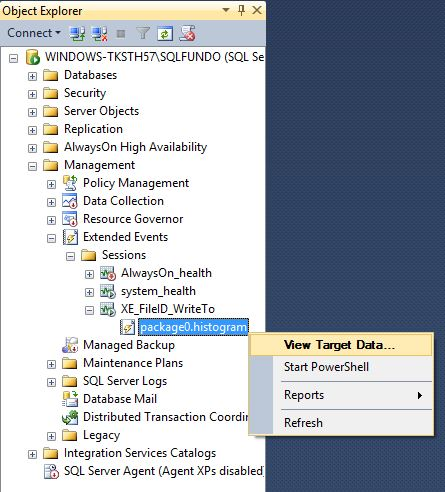 Object Explorer
Connect
WINDOWS-TKSTH57\SQLFUNDO (SQL Se
Databases
Security
Server Objects
Replication
AlwaysOn High Availability
Management
Policy Management
Data Collection
Resource Governor
Extended Events
Sessions
AlwaysOn_health
system_health
XE_FileID_WriteTo
package0.histogram
View Target Data...
Start PowerShell
Reports
Refresh
Managed Backup
Maintenance Plans
SQL Server Logs
Database Mail
Distributed Transaction Coordin
Legacy
Integration Services Catalogs
SQL Server Agent (Agent XPs disabled)